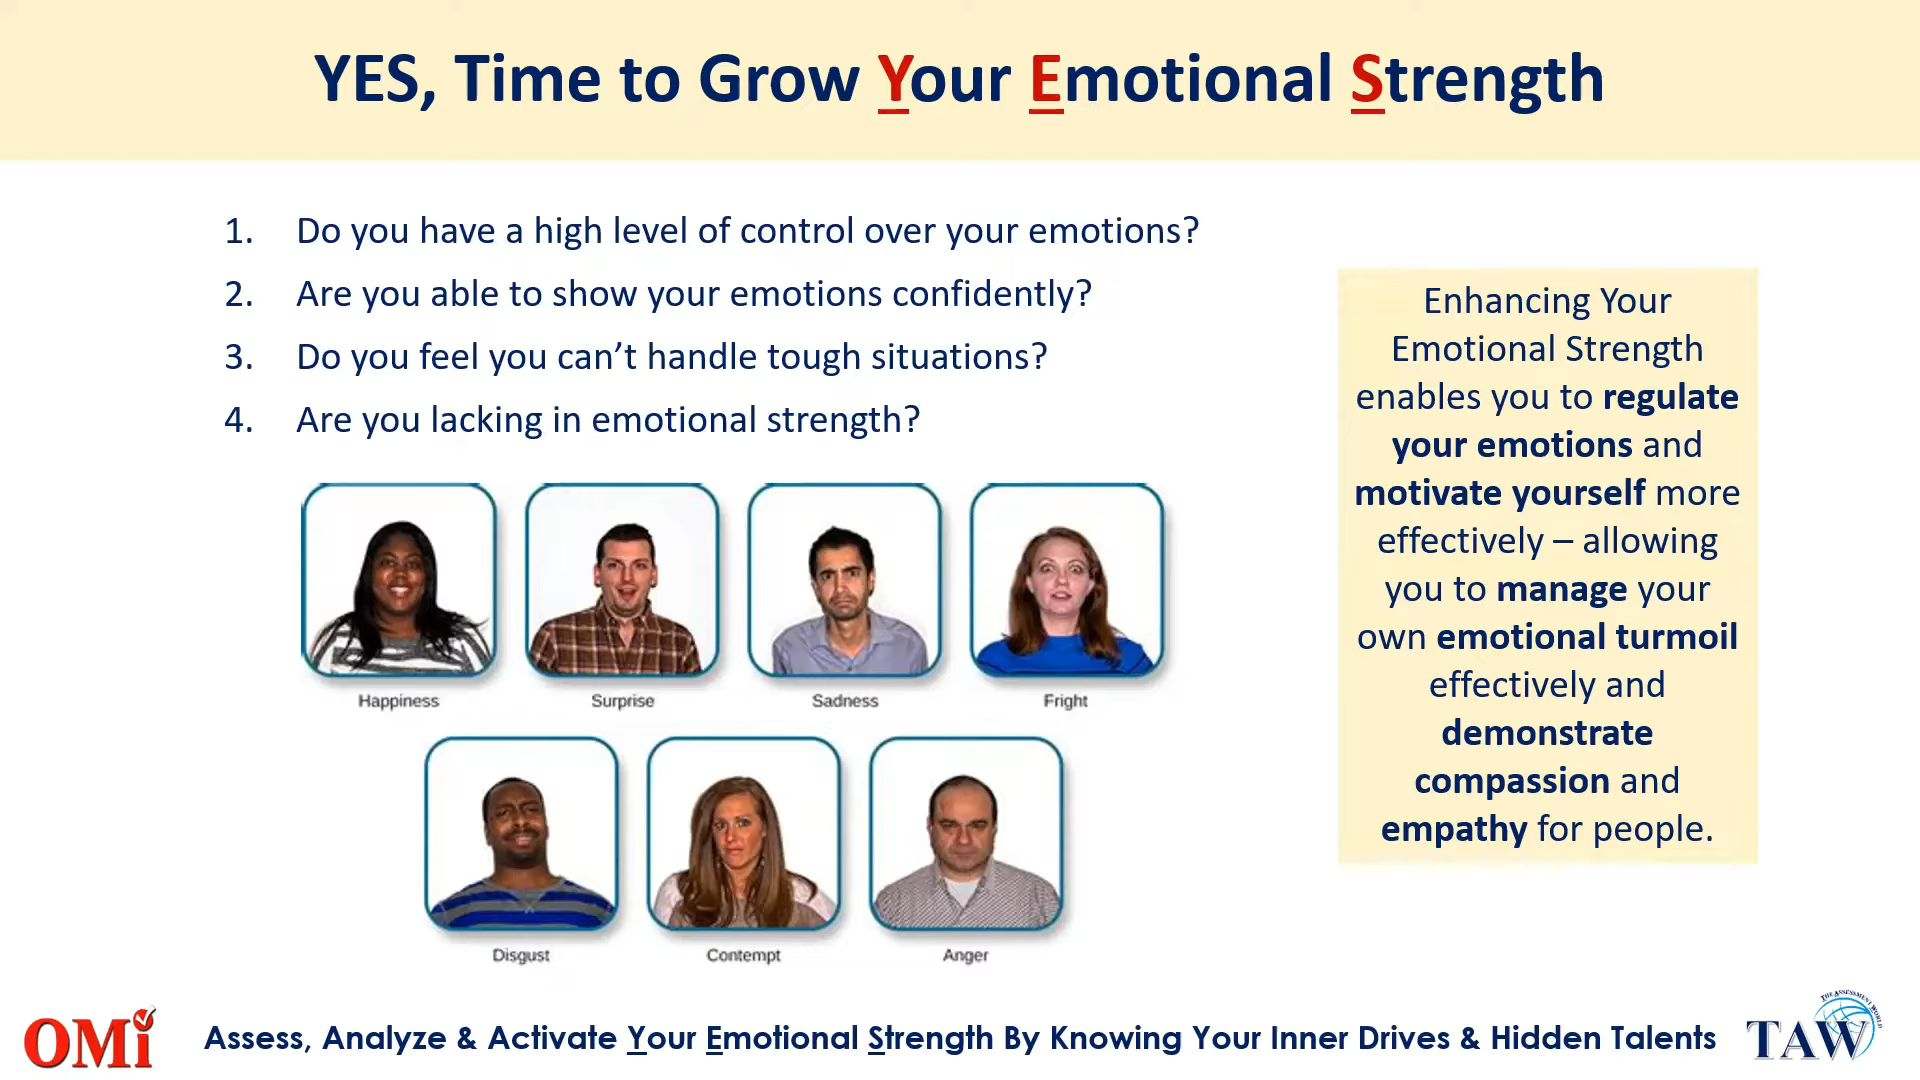 YES, Time to Grow Your Emotional Strength
1. Do you have a high level of control over your emotions?
2. Are you able to show your emotions confidently?
3. Do you feel you can’t handle tough situations?
4. Are you lacking in emotional strength?
Enhancing Your
Emotional Strength
enables you to regulate
your emotions and
motivate yourself more
effectively – allowing
you to manage your
own emotional turmoil
effectively and
demonstrate
compassion and
empathy for people.
Happiness
Surprise
Sadness
Fright
Disgust
Contempt
Anger
OMi
Assess, Analyze & Activate Your Emotional Strength By Knowing Your Inner Drives & Hidden Talents
THE ASSESSMENT WORLD
TAW